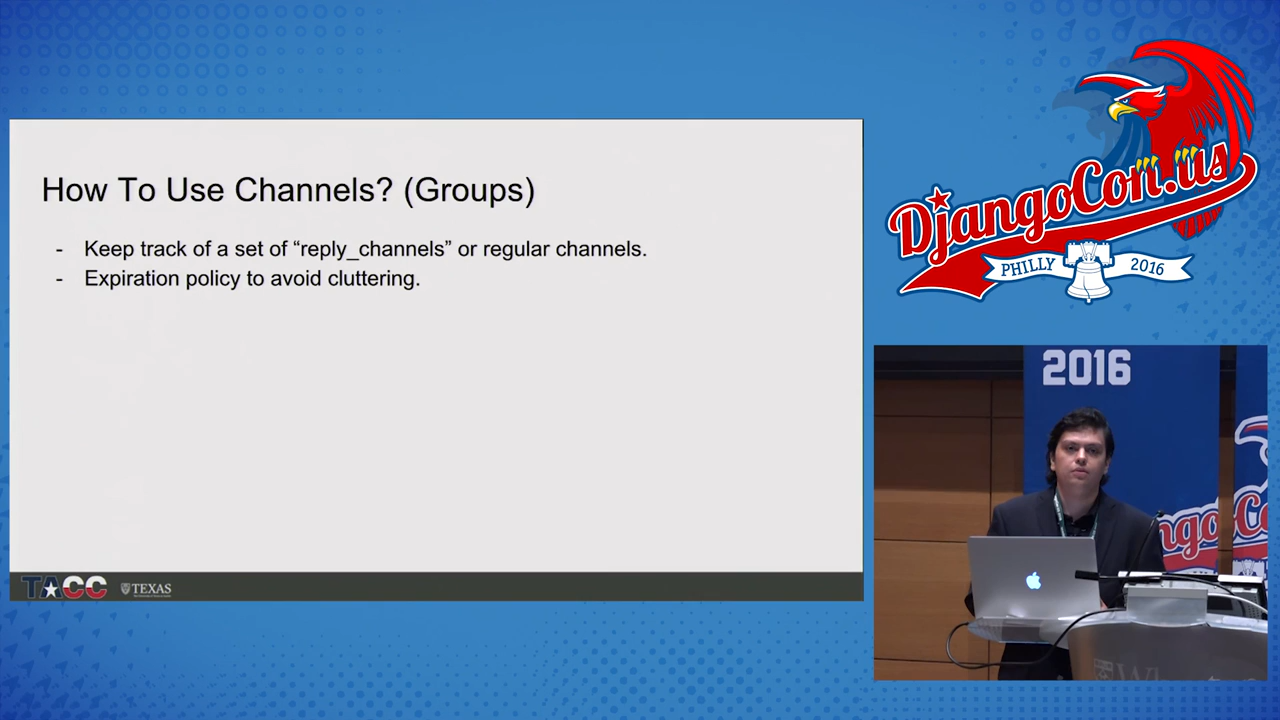 How To Use Channels? (Groups)
- Keep track of a set of “reply_channels” or regular channels.
- Expiration policy to avoid cluttering.
TACC
TEXAS
DjangoCon.us
PHILLY 2016
2016